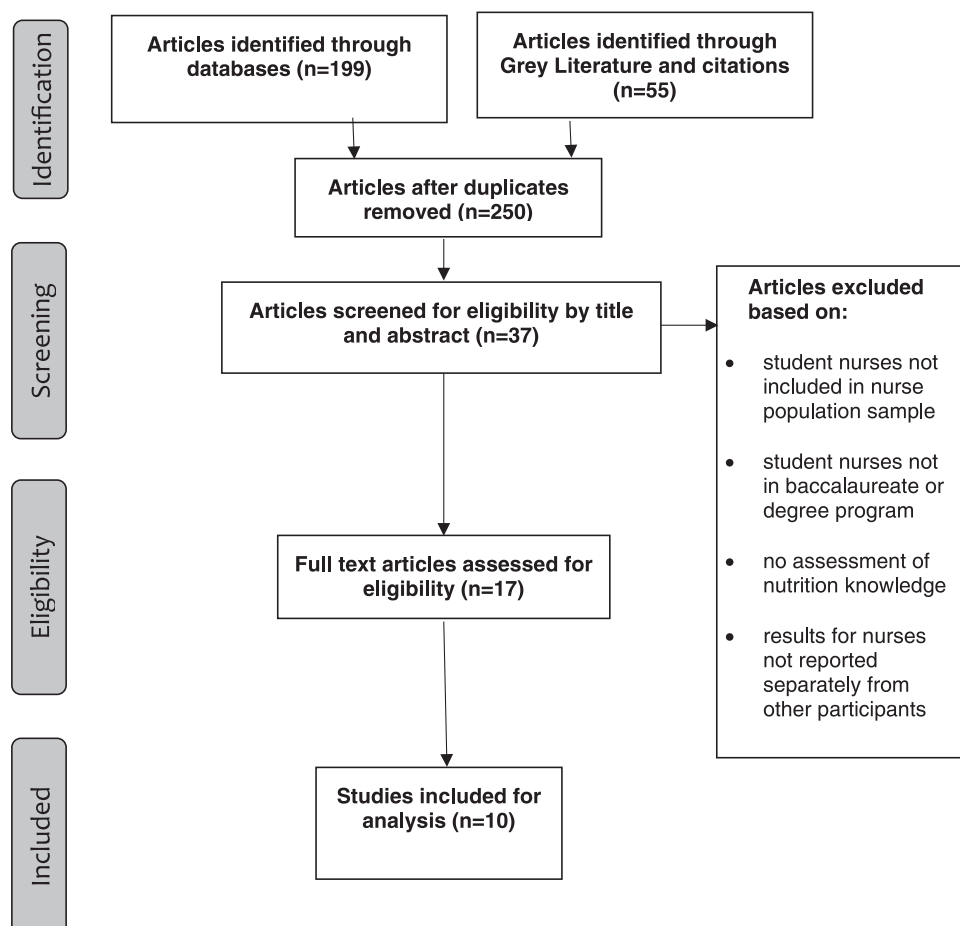 Identification
Articles identified through
databases (n=199)
Articles identified through
Grey Literature and citations
(n=55)
Articles after duplicates
removed (n=250)
Screening
Articles screened for eligibility by title
and abstract (n=37)
Articles excluded
based on:
• student nurses not
included in nurse
population sample
• student nurses not
in baccalaureate or
degree program
• no assessment of
nutrition knowledge
• results for nurses
not reported
separately from
other participants
Eligibility
Full text articles assessed for
eligibility (n=17)
Included
Studies included for
analysis (n=10)